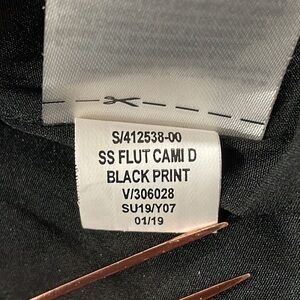 S/412538-00
SS FLUT CAMI D
BLACK PRINT
V/306028
SU19/Y07
01/19